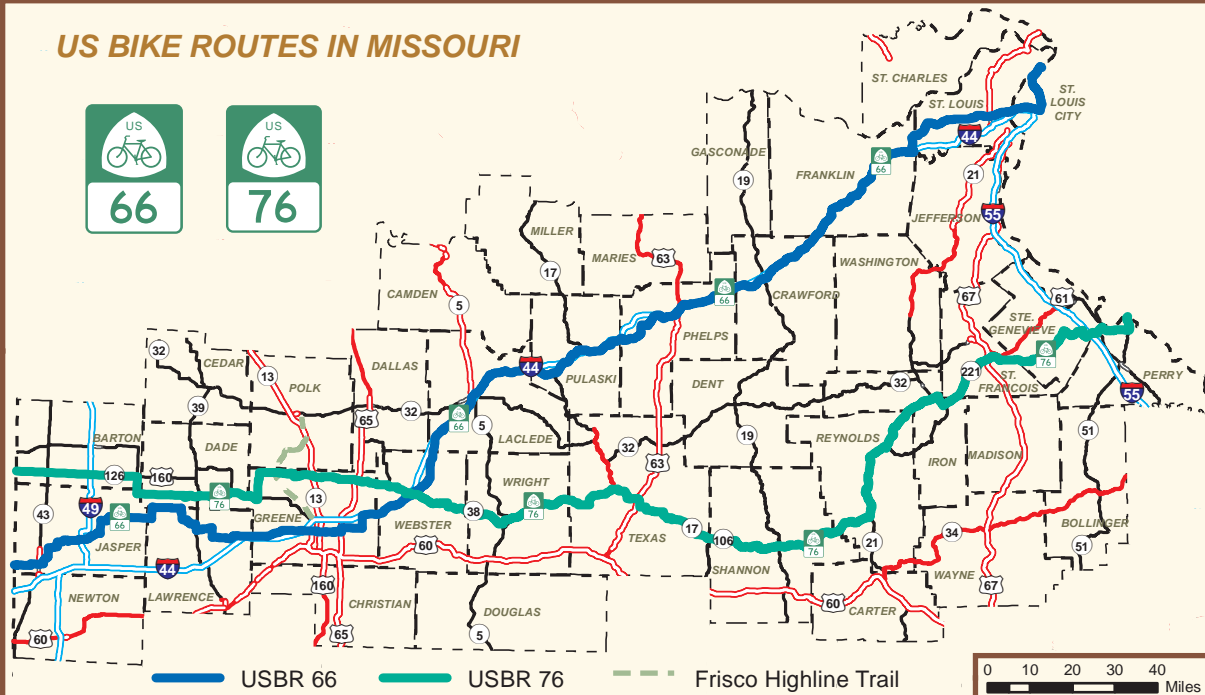 US BIKE ROUTES IN MISSOURI
US
66
US
76
ST. CHARLES
ST. LOUIS
ST.
LOUIS
CITY
44
GASCONADE
66
FRANKLIN
19
21
JEFFERSON
55
MILLER
17
MARIES
63
WASHINGTON
CAMDEN
5
66
CRAWFORD
67
61
STE.
GENEVIEVE
PHELPS
32
CEDAR
13
POLK
DALLAS
44
PULASKI
DENT
32
221
ST.
FRANCOIS
76
PERRY
55
39
65
32
66
5
LACLEDE
32
63
19
REYNOLDS
IRON
MADISON
51
BARTON
DADE
126
160
76
13
WRIGHT
76
38
43
49
66
JASPER
GREENE
WEBSTER
60
TEXAS
17
106
76
21
34
BOLLINGER
51
44
SHANNON
WAYNE
67
NEWTON
LAWRENCE
160
CHRISTIAN
DOUGLAS
60
CARTER
60
65
5
USBR 66
USBR 76
Frisco Highline Trail
0 10 20 30 40
Miles